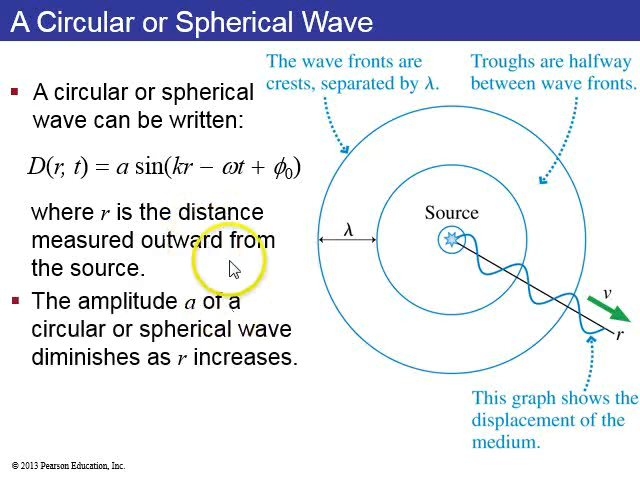 A Circular or Spherical Wave
▪ A circular or spherical
wave can be written:
D(r, t) = a sin(kr − ωt + ϕ₀)
where r is the distance
measured outward from
the source.
▪ The amplitude a of a
circular or spherical wave
diminishes as r increases.
The wave fronts are
crests, separated by λ.
Troughs are halfway
between wave fronts.
Source
λ
v
r
This graph shows the
displacement of the
medium.
© 2013 Pearson Education, Inc.